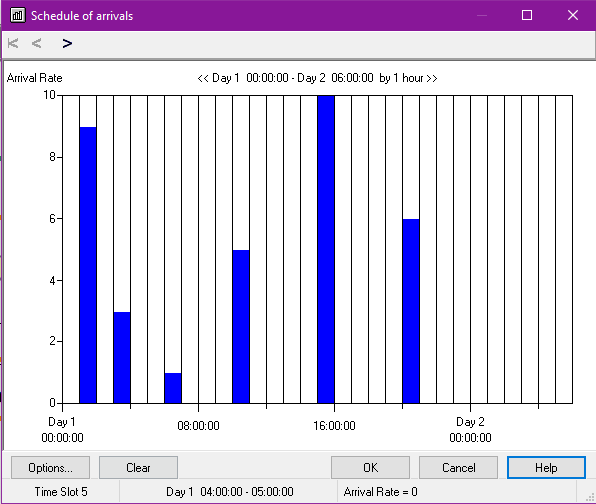 Schedule of arrivals
Arrival Rate
<< Day 1 00:00:00 - Day 2 06:00:00 by 1 hour >>
10
8
6
4
2
0
Day 1
00:00:00
08:00:00
16:00:00
Day 2
00:00:00
Options...
Clear
OK
Cancel
Help
Time Slot 5
Day 1 04:00:00 - 05:00:00
Arrival Rate = 0